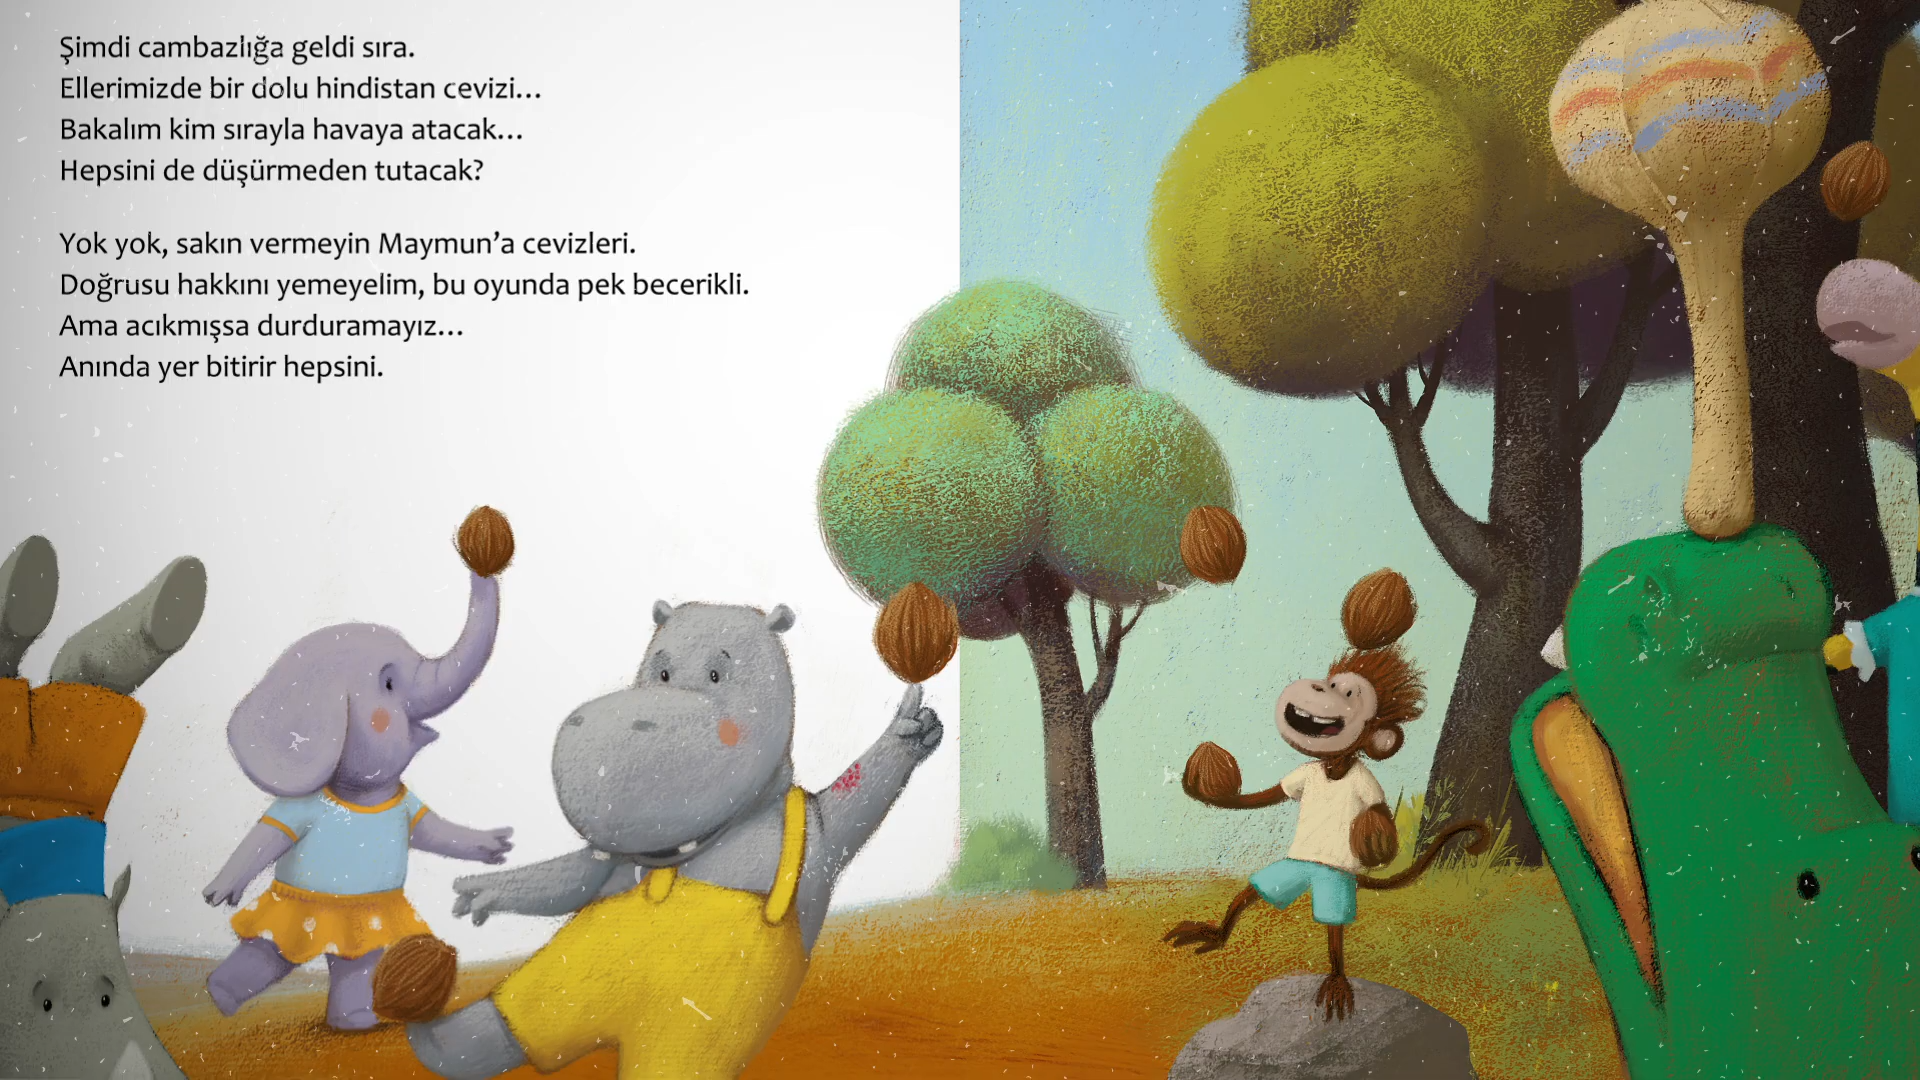 Şimdi cambazlığa geldi sıra.
Ellerimizde bir dolu hindistan cevizi…
Bakalım kim sırayla havaya atacak…
Hepsini de düşürmeden tutacak?
Yok yok, sakın vermeyin Maymun’a cevizleri.
Doğrusu hakkını yemeyelim, bu oyunda pek becerikli.
Ama acıkmışsa durduramayız…
Anında yer bitirir hepsini.